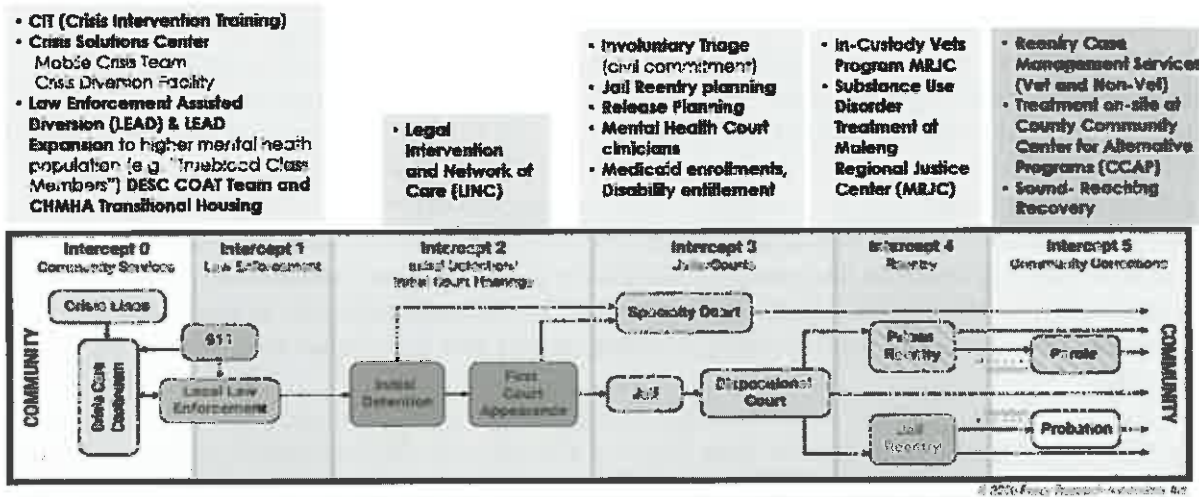 • CIT (Crisis Intervention Training)
• Crisis Solutions Center
Mobile Crisis Team
Crisis Diversion Facility
• Law Enforcement Assisted
Diversion (LEAD) & LEAD
Expansion to higher mental health
population (e.g. "Trueblood Class
Members") DESC COAT Team and
CHMHA Transitional Housing
• Legal
Intervention
and Network of
Care (LINC)
• Involuntary Triage
(civil commitment)
• Jail Reentry planning
• Release Planning
• Mental Health Court
clinicians
• Medicaid enrollments,
Disability entitlement
• In-Custody Vets
Program MRJC
• Substance Use
Disorder
Treatment at
Maleng
Regional Justice
Center (MRJC)
• Reentry Case
Management Services
(Vet and Non-Vet)
• Treatment on-site at
County Community
Center for Alternative
Programs (CCAP)
• Sound- Reaching
Recovery
Intercept 0
Community Services
Intercept 1
Law Enforcement
Intercept 2
Initial Detention/
Initial Court Hearings
Intercept 3
Jails/Courts
Intercept 4
Reentry
Intercept 5
Community Corrections
COMMUNITY
Crisis Lines
911
Crisis Care
Continuum
Local Law
Enforcement
Initial
Detention
First
Court
Appearance
Specialty Court
Jail
Dispositional
Court
Prison
Reentry
Parole
Jail
Reentry
Probation
COMMUNITY
© Policy Research Associates, Inc.